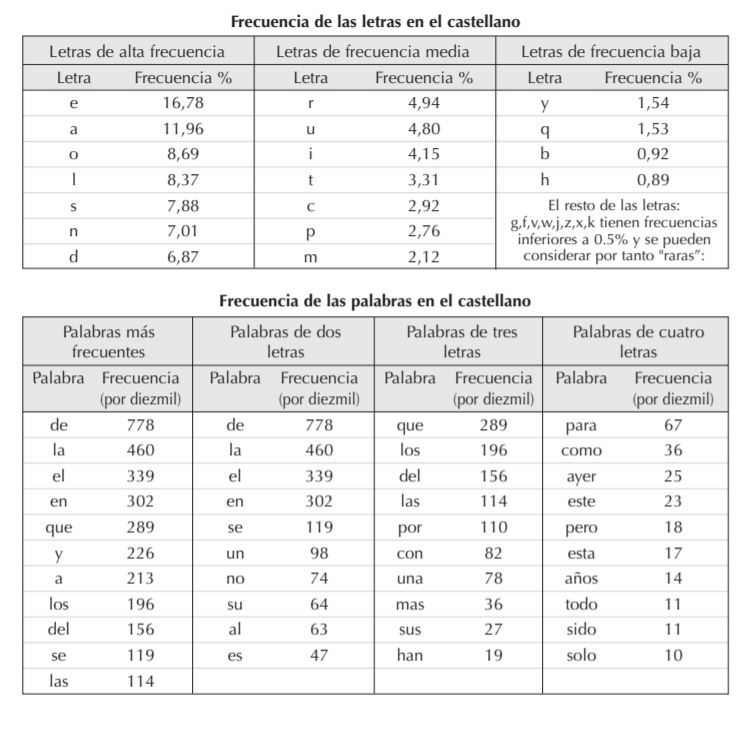 Frecuencia de las letras en el castellano
Letras de alta frecuencia Letras de frecuencia media Letras de frecuencia baja
Letra Frecuencia % Letra Frecuencia % Letra Frecuencia %
e 16,78 r 4,94 y 1,54
a 11,96 u 4,80 q 1,53
o 8,69 i 4,15 b 0,92
l 8,37 t 3,31 h 0,89
s 7,88 c 2,92 El resto de las letras:
n 7,01 p 2,76 g,f,v,w,j,z,x,k tienen frecuencias
inferiores a 0.5% y se pueden
d 6,87 m 2,12 considerar por tanto "raras":
Frecuencia de las palabras en el castellano
Palabras más Palabras de dos Palabras de tres Palabras de cuatro
frecuentes letras letras letras
Palabra Frecuencia Palabra Frecuencia Palabra Frecuencia Palabra Frecuencia
(por diezmil) (por diezmil) (por diezmil) (por diezmil)
de 778 de 778 que 289 para 67
la 460 la 460 los 196 como 36
el 339 el 339 del 156 ayer 25
en 302 en 302 las 114 este 23
que 289 se 119 por 110 pero 18
y 226 un 98 con 82 esta 17
a 213 no 74 una 78 años 14
los 196 su 64 mas 36 todo 11
del 156 al 63 sus 27 sido 11
se 119 es 47 han 19 solo 10
las 114